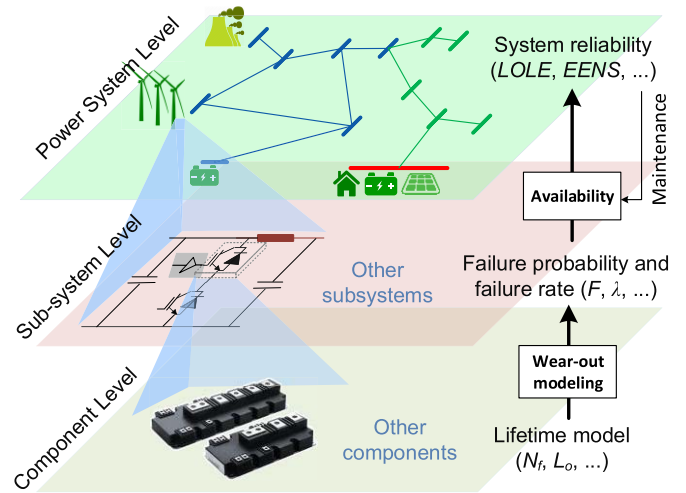 Power System Level
System reliability
(LOLE, EENS, ...)
Maintenance
Availability
Sub-system Level
Other
subsystems
Failure probability and
failure rate (F, λ, ...)
Wear-out
modeling
Component Level
Other
components
Lifetime model
(Nf, Lo, ...)